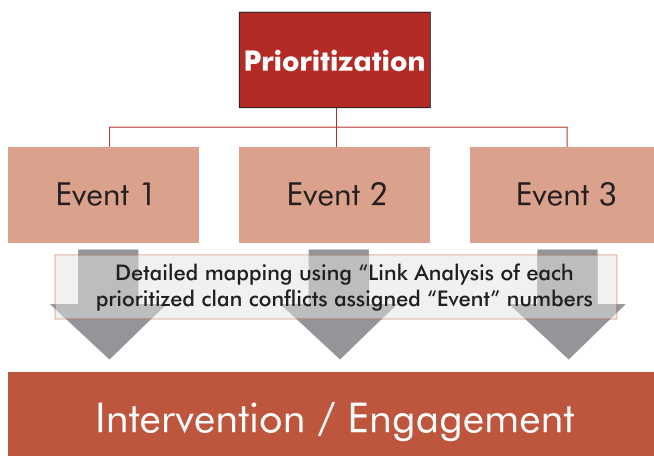 Prioritization
Event 1
Event 2
Event 3
Detailed mapping using “Link Analysis of each
prioritized clan conflicts assigned “Event” numbers
Intervention / Engagement